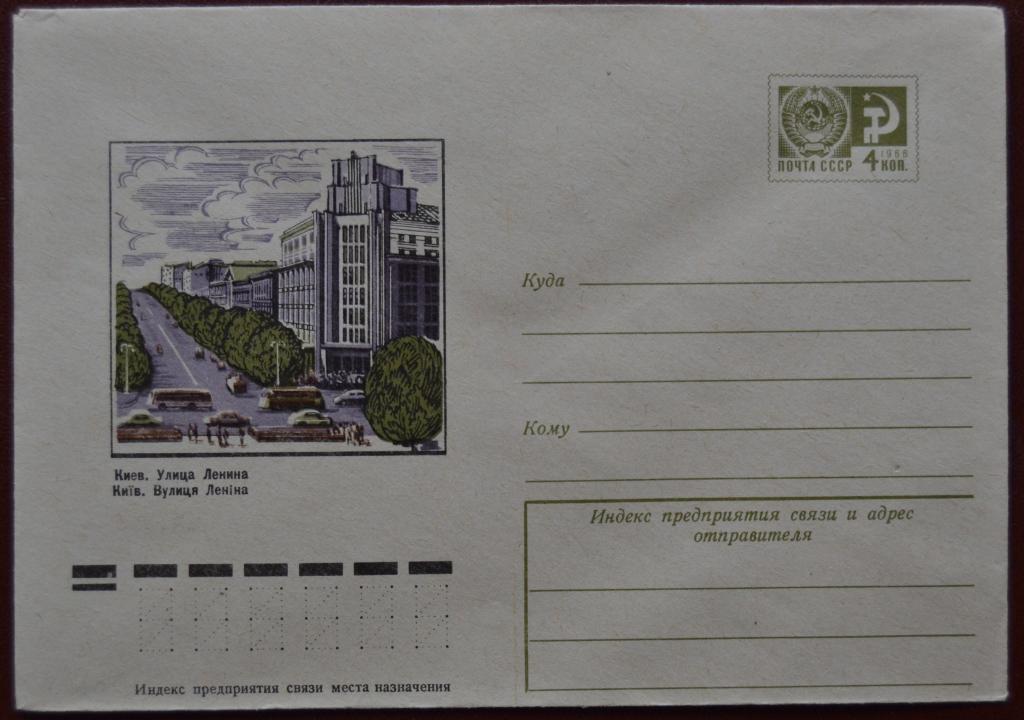 ПОЧТА СССР
1966
4 КОП.
Куда
Кому
Киев. Улица Ленина
Київ. Вулиця Леніна
Индекс предприятия связи и адрес
отправителя
Индекс предприятия связи места назначения